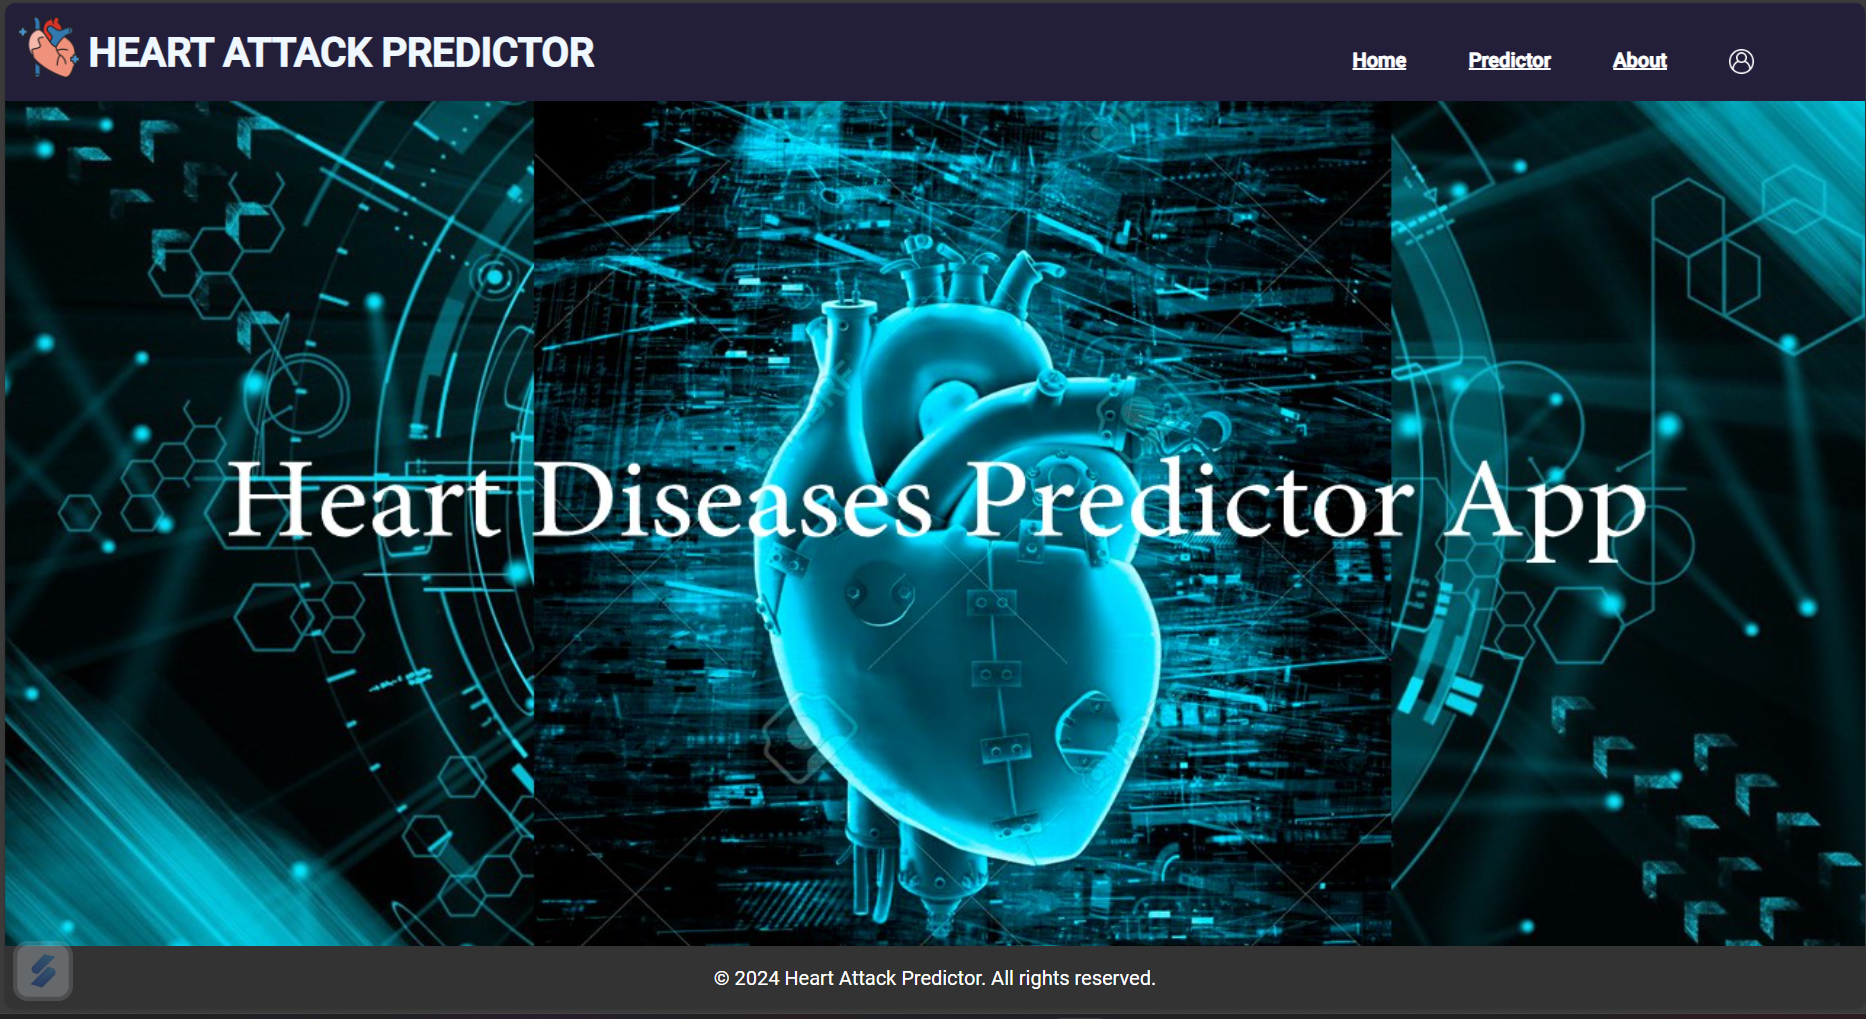 HEART ATTACK PREDICTOR
Home
Predictor
About
Heart Diseases Predictor App
© 2024 Heart Attack Predictor. All rights reserved.